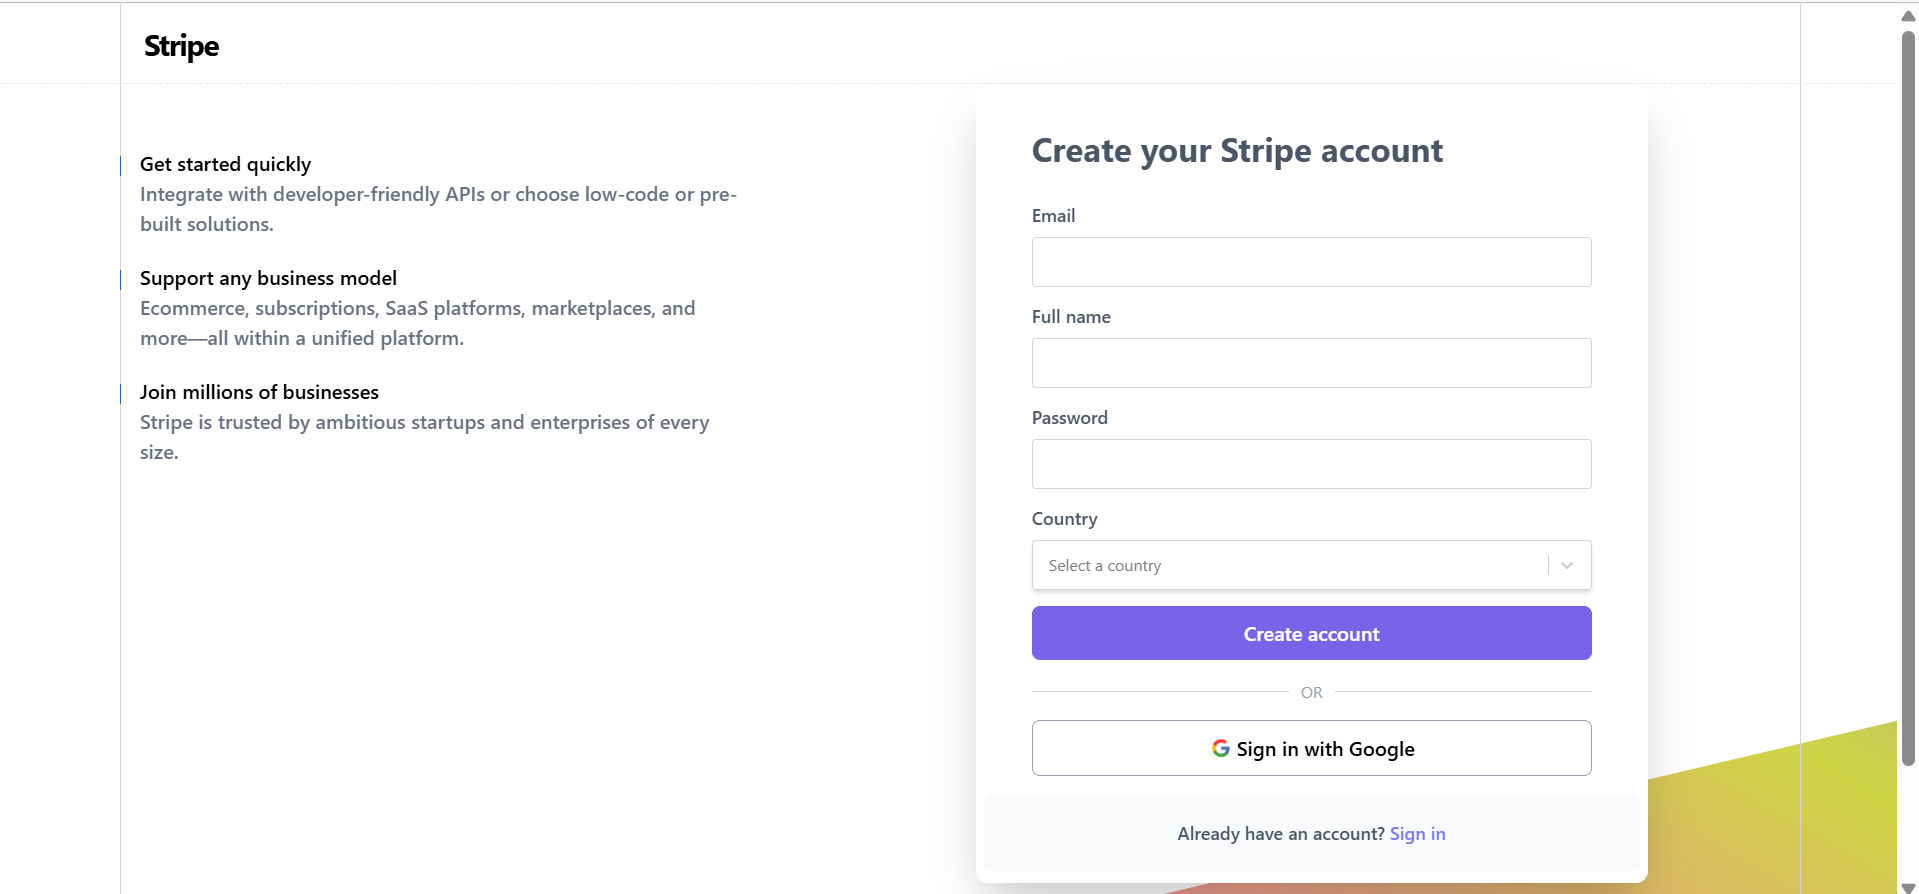 Stripe
Get started quickly
Integrate with developer-friendly APIs or choose low-code or pre-
built solutions.
Support any business model
Ecommerce, subscriptions, SaaS platforms, marketplaces, and
more—all within a unified platform.
Join millions of businesses
Stripe is trusted by ambitious startups and enterprises of every
size.
Create your Stripe account
Email
Full name
Password
Country
Select a country
Create account
OR
Sign in with Google
Already have an account? Sign in